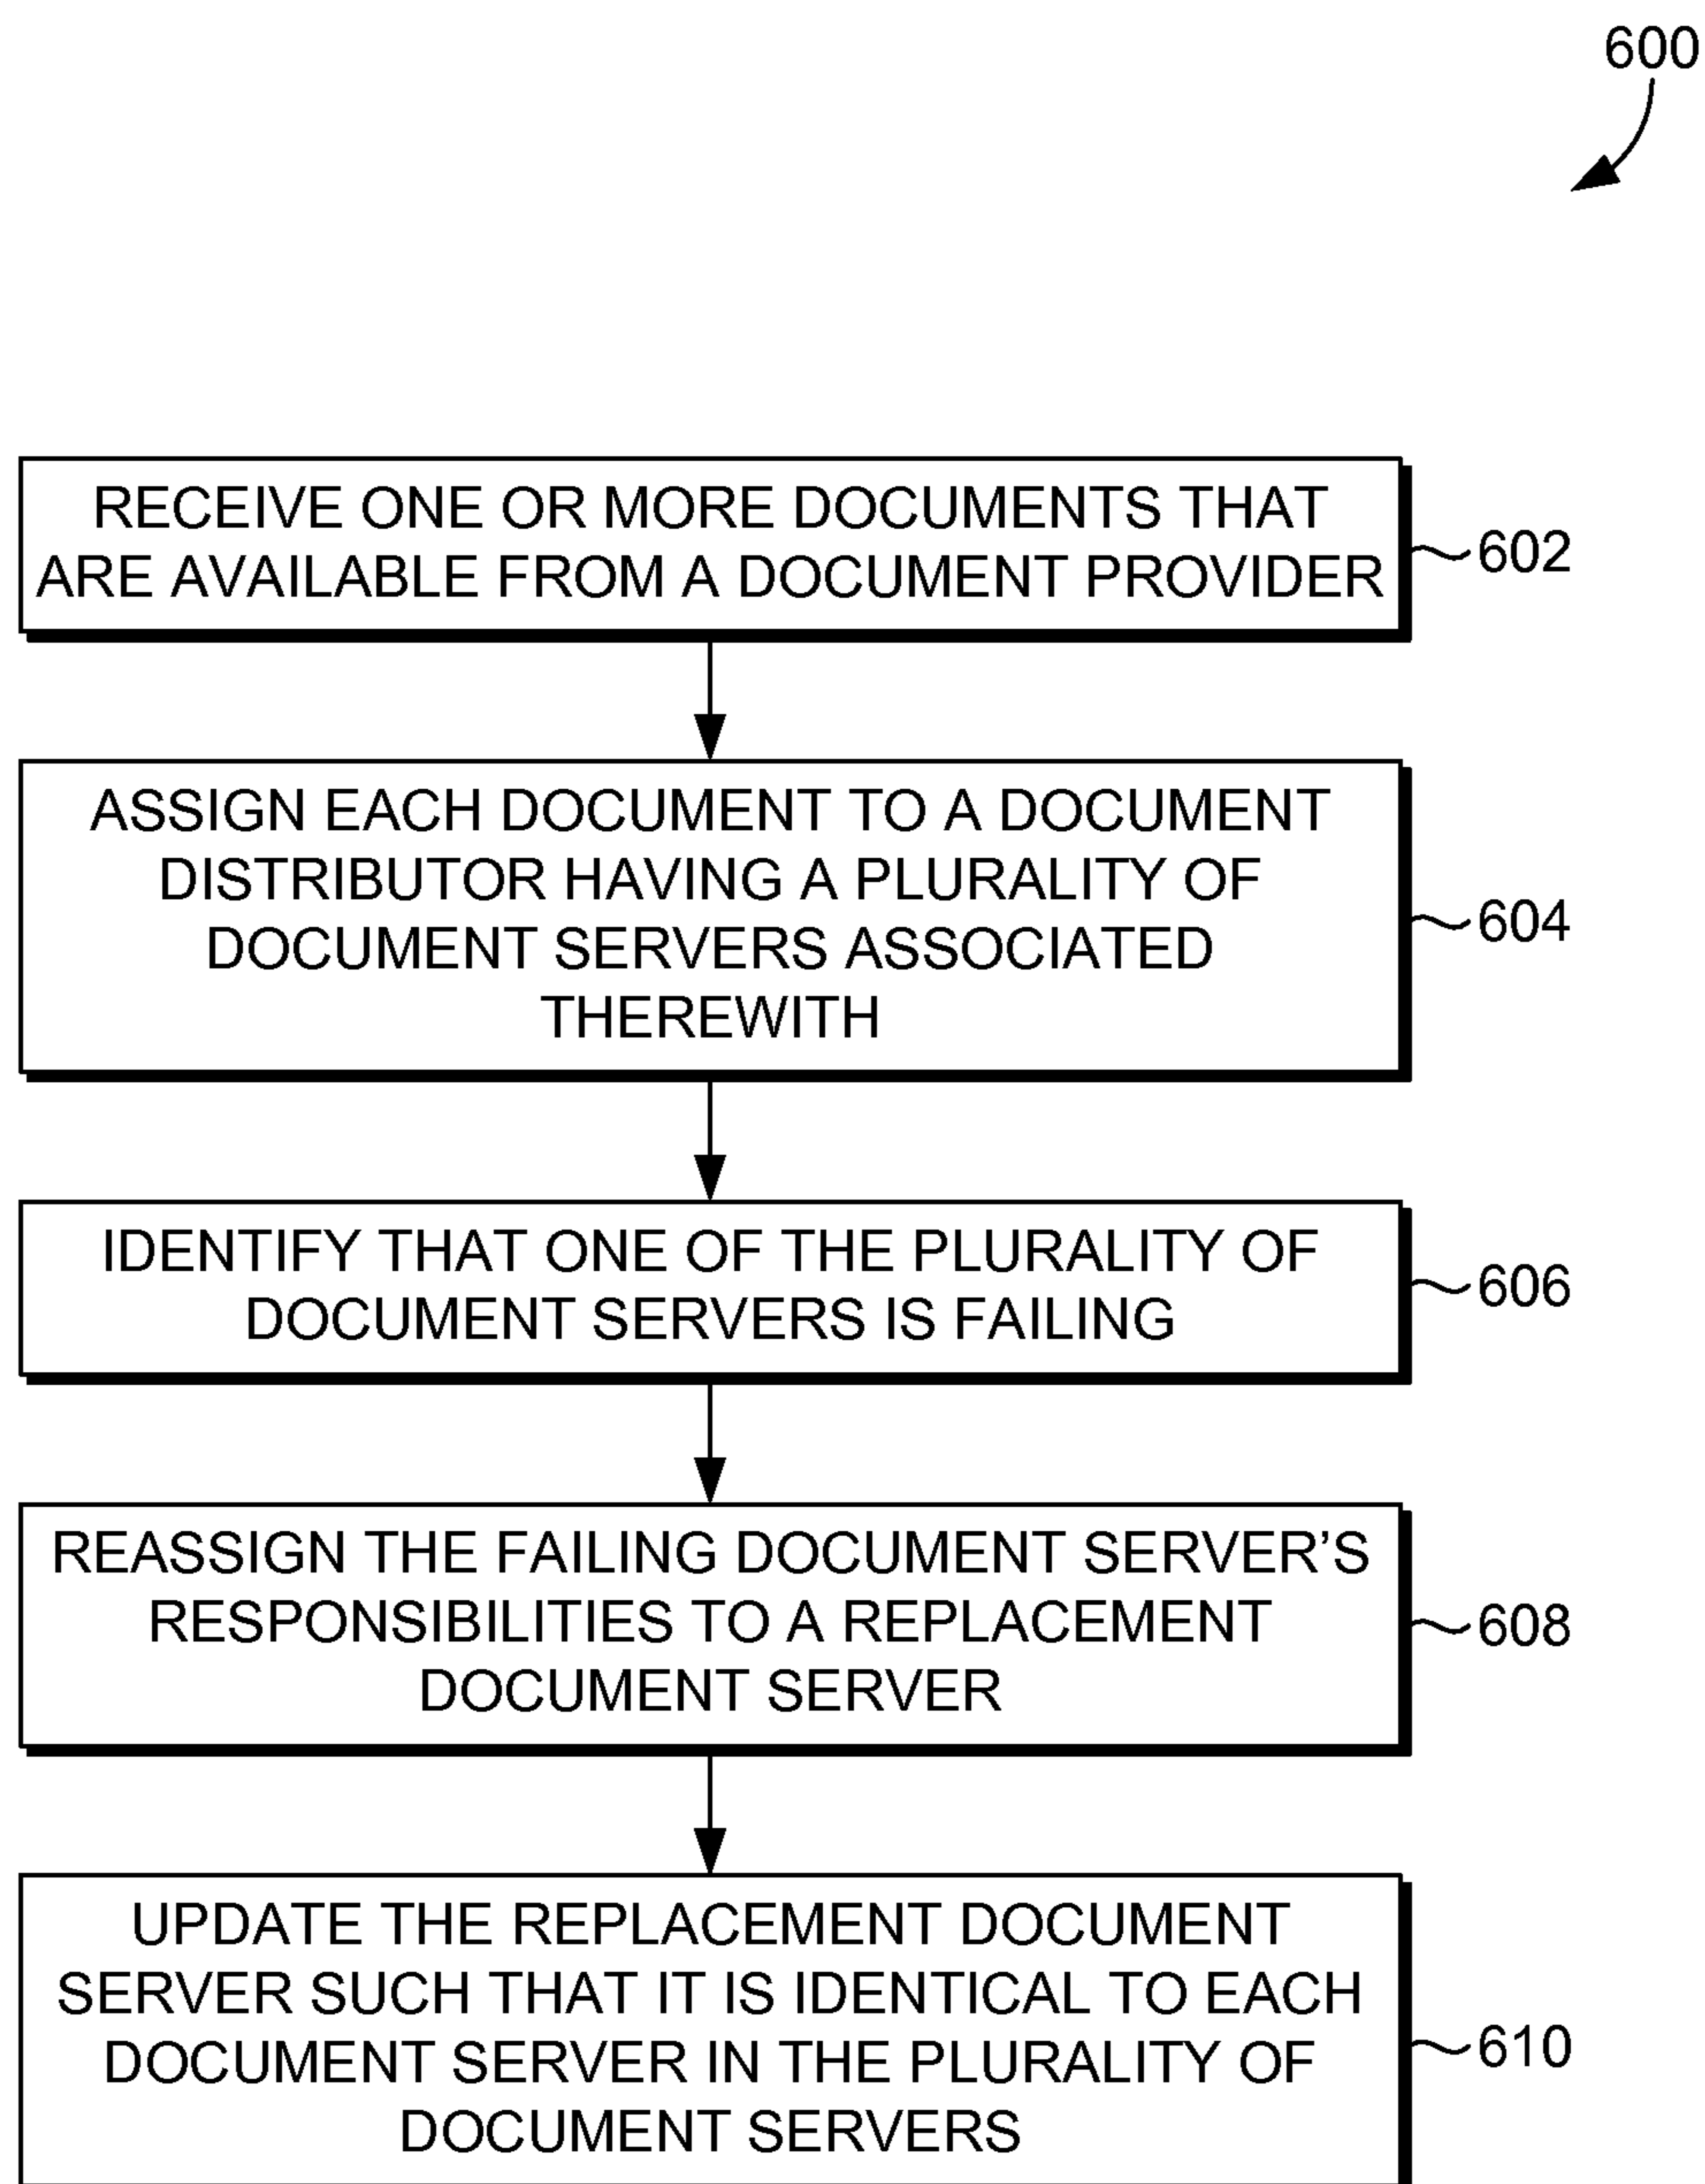 600
RECEIVE ONE OR MORE DOCUMENTS THAT
ARE AVAILABLE FROM A DOCUMENT PROVIDER
602
ASSIGN EACH DOCUMENT TO A DOCUMENT
DISTRIBUTOR HAVING A PLURALITY OF
DOCUMENT SERVERS ASSOCIATED
THEREWITH
604
IDENTIFY THAT ONE OF THE PLURALITY OF
DOCUMENT SERVERS IS FAILING
606
REASSIGN THE FAILING DOCUMENT SERVER’S
RESPONSIBILITIES TO A REPLACEMENT
DOCUMENT SERVER
608
UPDATE THE REPLACEMENT DOCUMENT
SERVER SUCH THAT IT IS IDENTICAL TO EACH
DOCUMENT SERVER IN THE PLURALITY OF
DOCUMENT SERVERS
610